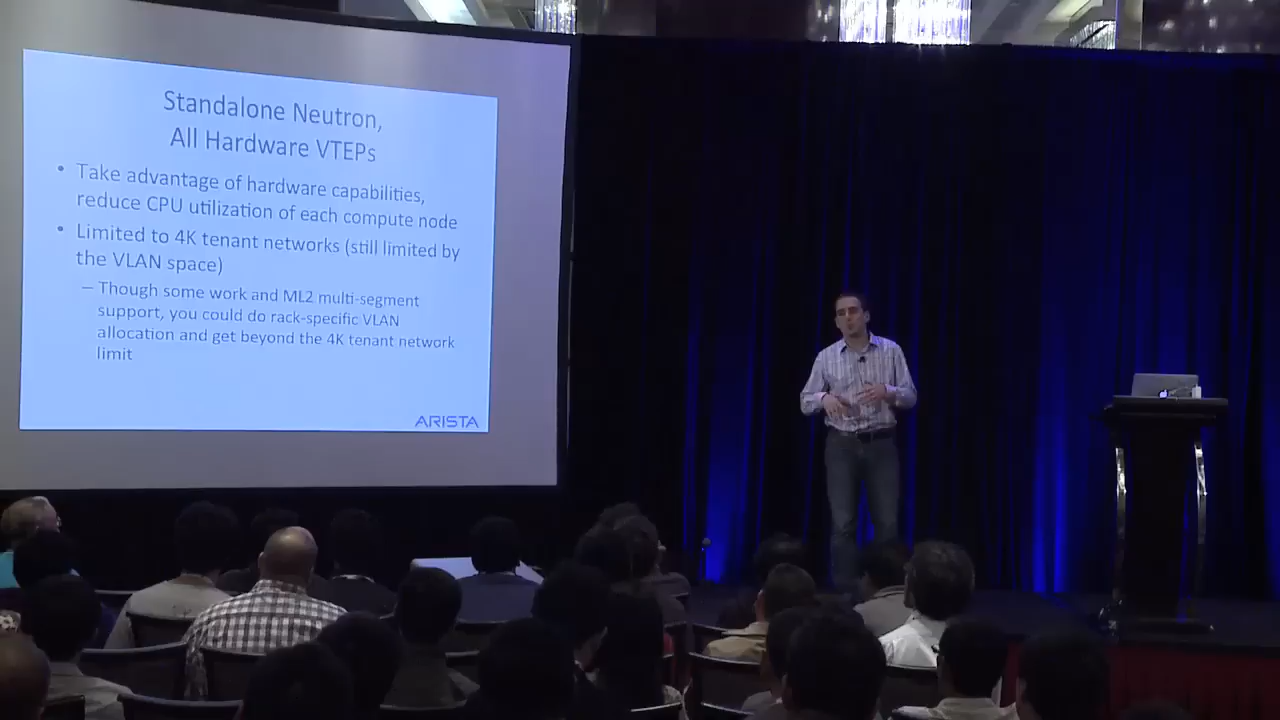 Standalone Neutron,
All Hardware VTEPs
• Take advantage of hardware capabilities,
reduce CPU utilization of each compute node
• Limited to 4K tenant networks (still limited by
the VLAN space)
– Though some work and ML2 multi-segment
support, you could do rack-specific VLAN
allocation and get beyond the 4K tenant network
limit
ARISTA